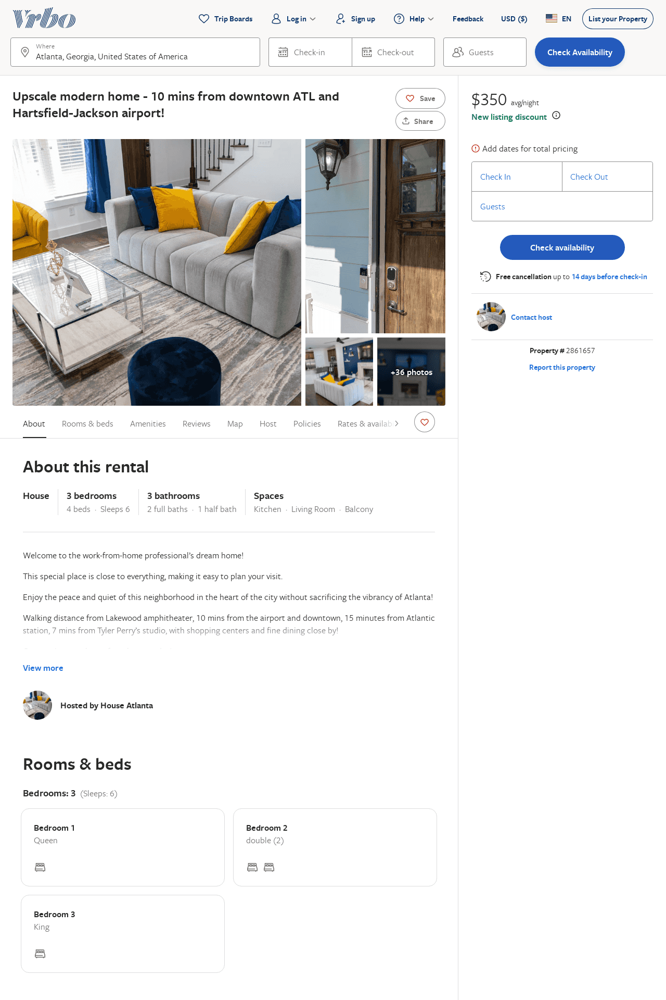 Vrbo
Trip Boards
Log in
Sign up
Help
Feedback
USD ($)
EN
List your Property
Where
Atlanta, Georgia, United States of America
Check-in
Check-out
Guests
Check Availability
Upscale modern home - 10 mins from downtown ATL and
Hartsfield-Jackson airport!
Save
Share
+36 photos
$350 avg/night
New listing discount
Add dates for total pricing
Check In
Check Out
Guests
Check availability
Free cancellation up to 14 days before check-in
Contact host
Property # 2861657
Report this property
About
Rooms & beds
Amenities
Reviews
Map
Host
Policies
Rates & availab
About this rental
House
3 bedrooms
4 beds · Sleeps 6
3 bathrooms
2 full baths · 1 half bath
Spaces
Kitchen · Living Room · Balcony
Welcome to the work-from-home professional’s dream home!
This special place is close to everything, making it easy to plan your visit.
Enjoy the peace and quiet of this neighborhood in the heart of the city without sacrificing the vibrancy of Atlanta!
Walking distance from Lakewood amphitheater, 10 mins from the airport and downtown, 15 minutes from Atlantic
station, 7 mins from Tyler Perry’s studio, with shopping centers and fine dining close by!
View more
Hosted by House Atlanta
Rooms & beds
Bedrooms: 3 (Sleeps: 6)
Bedroom 1
Queen
Bedroom 2
double (2)
Bedroom 3
King